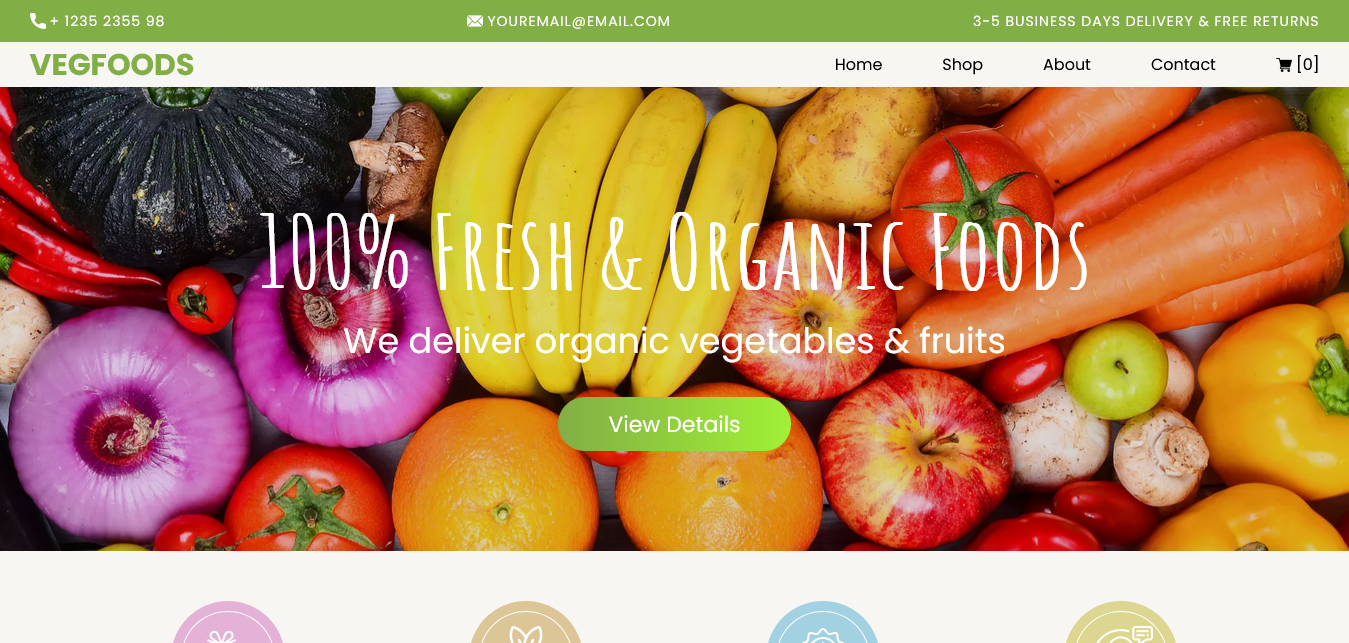 + 1235 2355 98
YOUREMAIL@EMAIL.COM
3-5 BUSINESS DAYS DELIVERY & FREE RETURNS
VEGFOODS
Home
Shop
About
Contact
[0]
100% Fresh & Organic Foods
We deliver organic vegetables & fruits
View Details